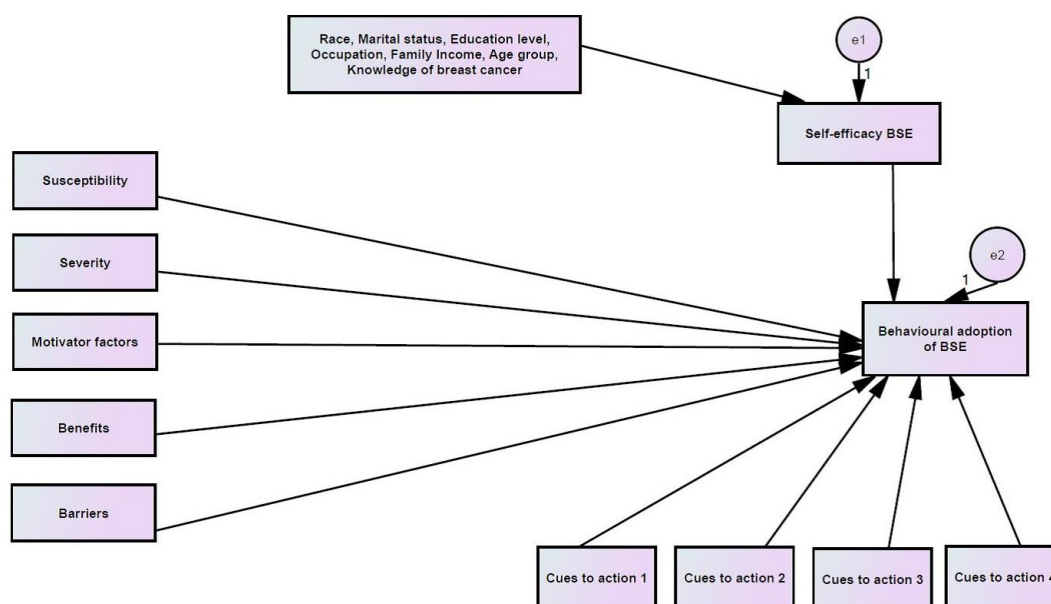 Race, Marital status, Education level,
Occupation, Family Income, Age group,
Knowledge of breast cancer
e1
1
Self-efficacy BSE
Susceptibility
Severity
e2
1
Motivator factors
Behavioural adoption
of BSE
Benefits
Barriers
Cues to action 1
Cues to action 2
Cues to action 3
Cues to action 4